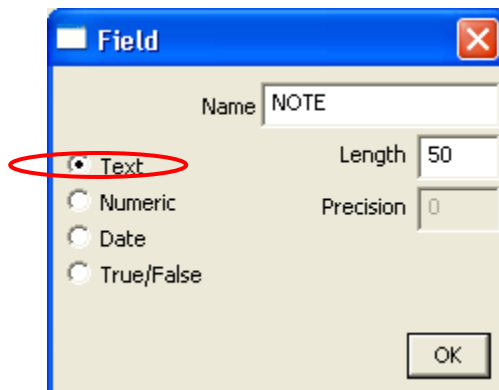 Field
Name NOTE
Text
Length 50
Numeric
Precision 0
Date
True/False
OK